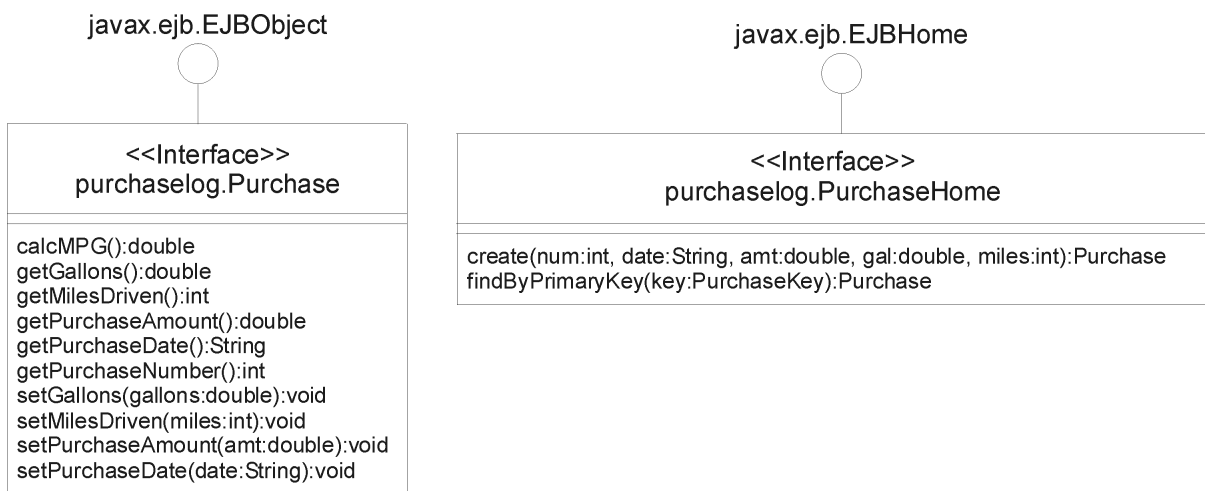 javax.ejb.EJBObject
<<Interface>>
purchaselog.Purchase
calcMPG():double
getGallons():double
getMilesDriven():int
getPurchaseAmount():double
getPurchaseDate():String
getPurchaseNumber():int
setGallons(gallons:double):void
setMilesDriven(miles:int):void
setPurchaseAmount(amt:double):void
setPurchaseDate(date:String):void
javax.ejb.EJBHome
<<Interface>>
purchaselog.PurchaseHome
create(num:int, date:String, amt:double, gal:double, miles:int):Purchase
findByPrimaryKey(key:PurchaseKey):Purchase